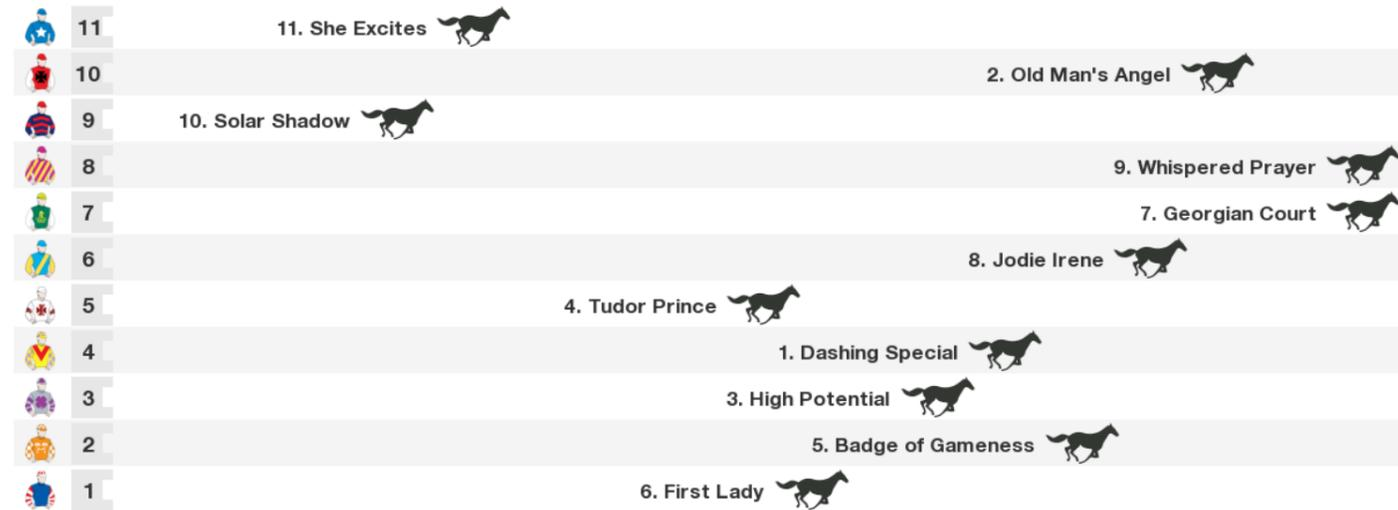 11 11. She Excites
10 2. Old Man's Angel
9 10. Solar Shadow
8 9. Whispered Prayer
7 7. Georgian Court
6 8. Jodie Irene
5 4. Tudor Prince
4 1. Dashing Special
3 3. High Potential
2 5. Badge of Gameness
1 6. First Lady